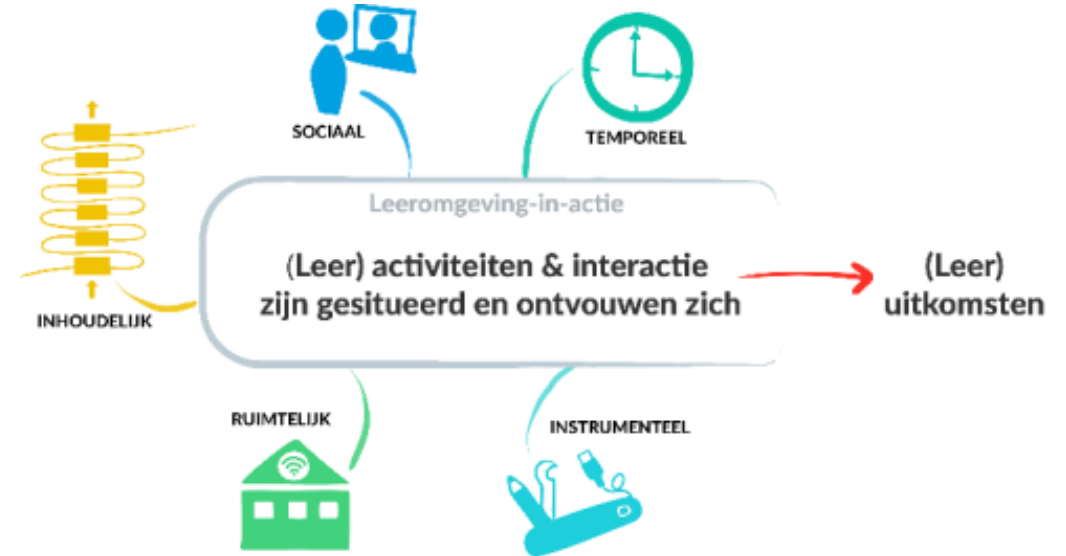 SOCIAAL
TEMPOREEL
Leeromgeving-in-actie
(Leer) activiteiten & interactie
zijn gesitueerd en ontvouwen zich
(Leer)
uitkomsten
INHOUDELIJK
RUIMTELIJK
INSTRUMENTEEL